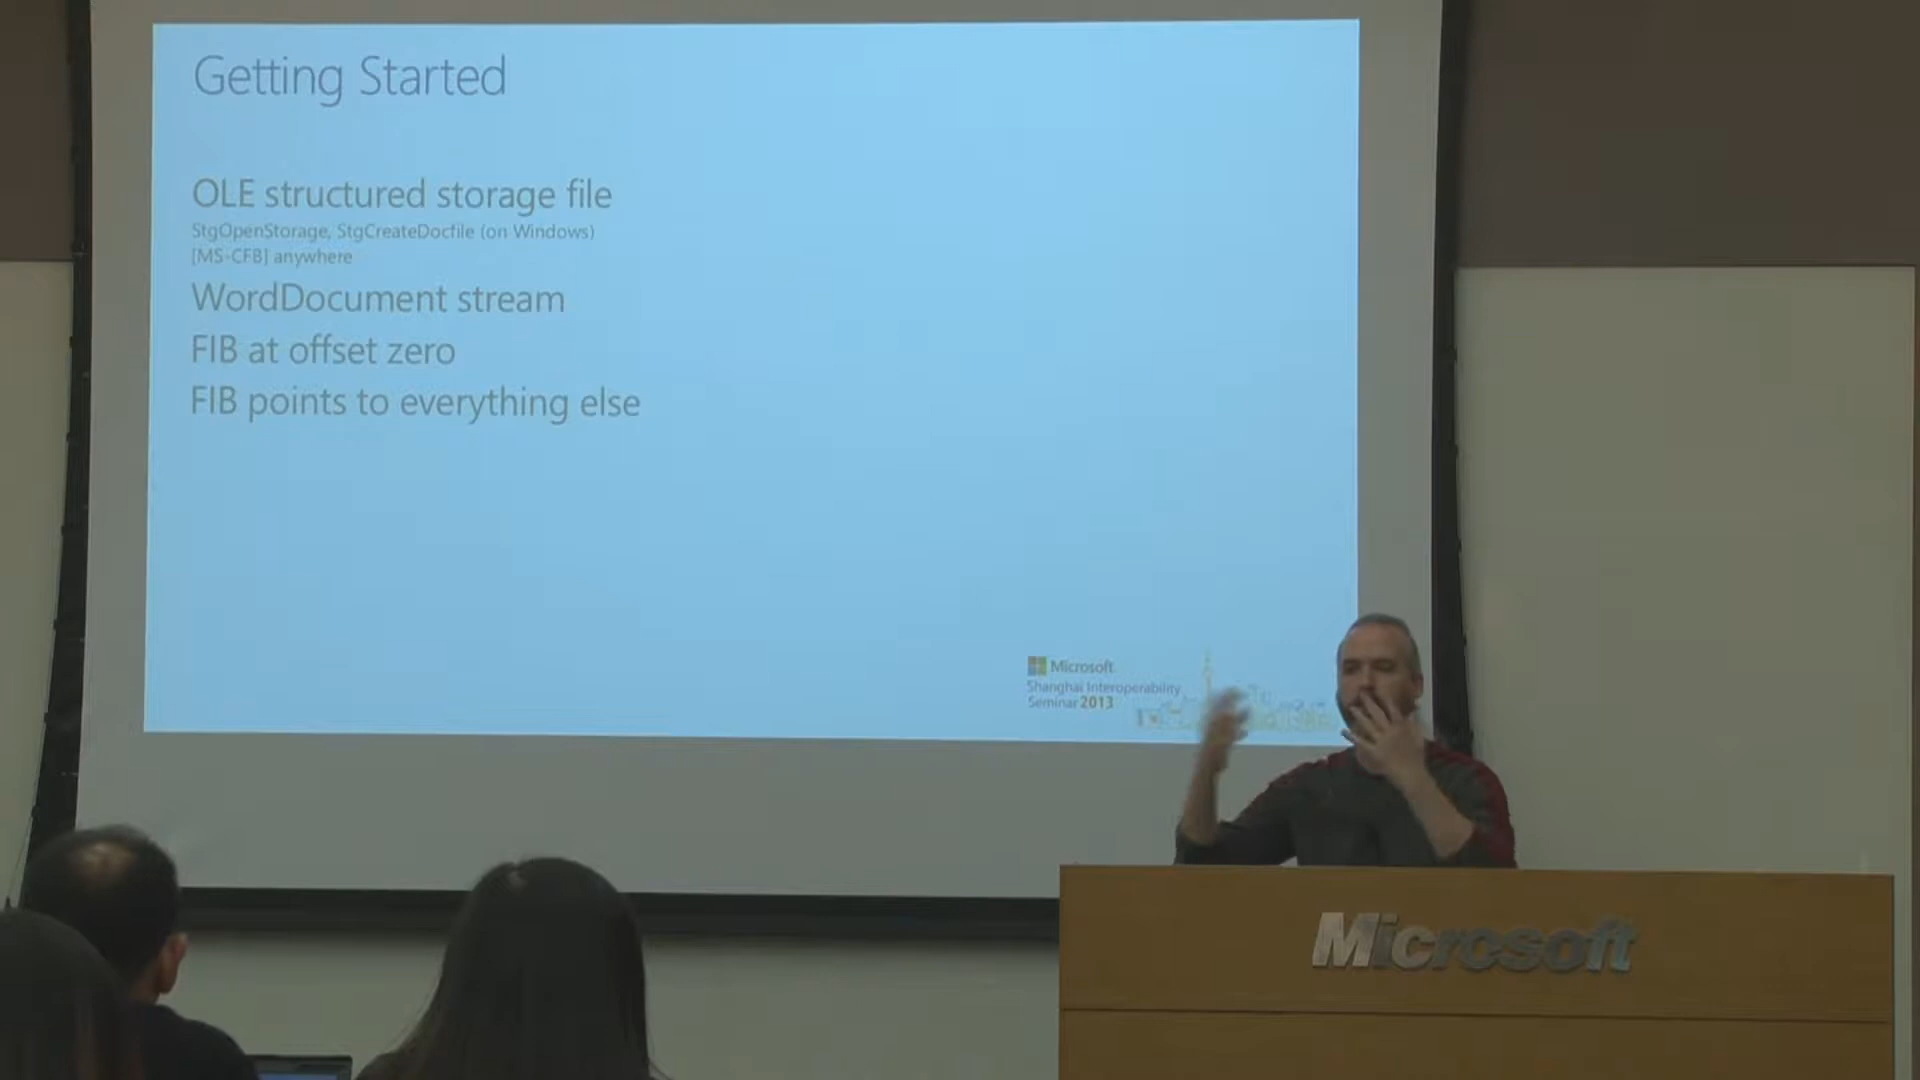 Getting Started
OLE structured storage file
StgOpenStorage, StgCreateDocfile (on Windows)
[MS-CFB] anywhere
WordDocument stream
FIB at offset zero
FIB points to everything else
Microsoft
Shanghai Interoperability
Seminar 2013
Microsoft